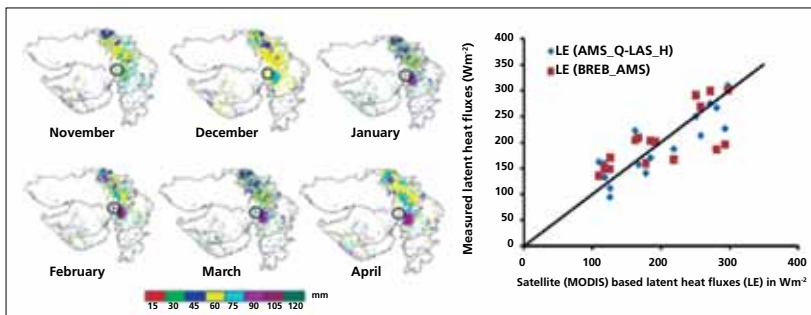 November
December
January
February
March
April
mm
15 30 45 60 75 90 105 120
Measured latent heat fluxes (Wm-2)
400
350
300
250
200
150
100
50
0
LE (AMS_Q-LAS_H)
LE (BREB_AMS)
0 100 200 300 400
Satellite (MODIS) based latent heat fluxes (LE) in Wm-2